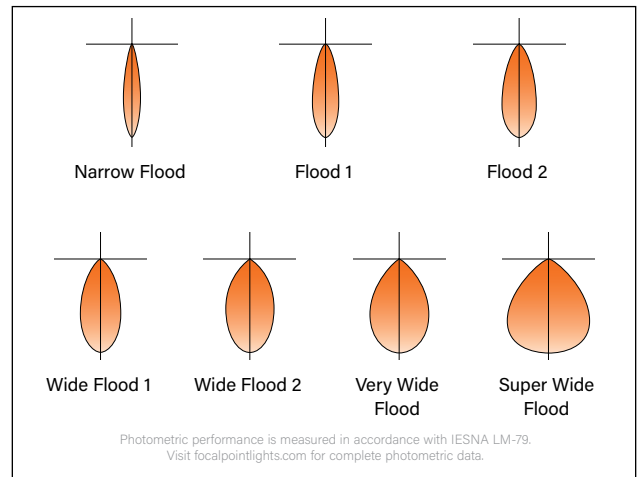 Narrow Flood
Flood 1
Flood 2
Wide Flood 1
Wide Flood 2
Very Wide
Flood
Super Wide
Flood
Photometric performance is measured in accordance with IESNA LM-79.
Visit focalpointlights.com for complete photometric data.